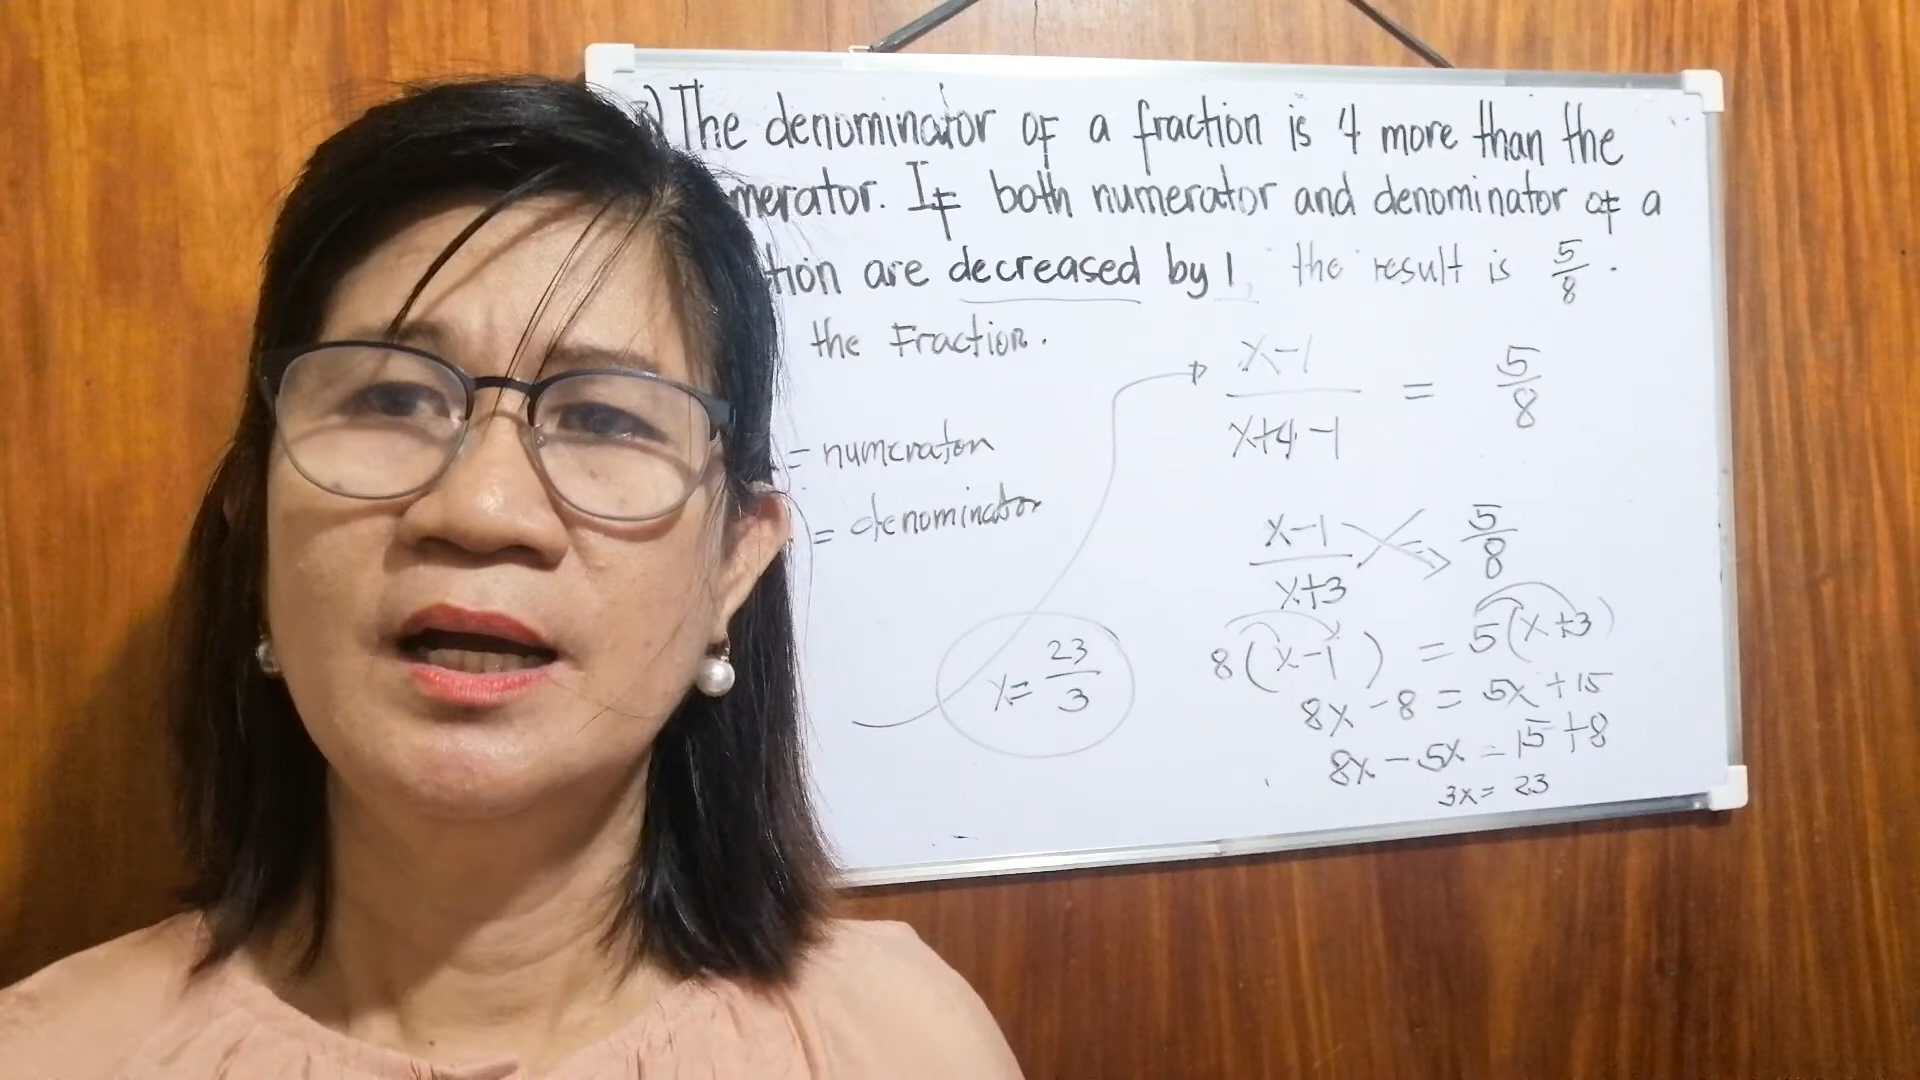 The denominator of a fraction is 4 more than the
merator. If both numerator and denominator of a
tion are decreased by 1, the result is 5/8.
the Fraction.
= numerator
= denominator
x-1/x+4-1 = 5/8
x-1/x+3 = 5/8
8(x-1) = 5(x+3)
8x-8 = 5x+15
8x-5x = 15+8
3x = 23
x = 23/3